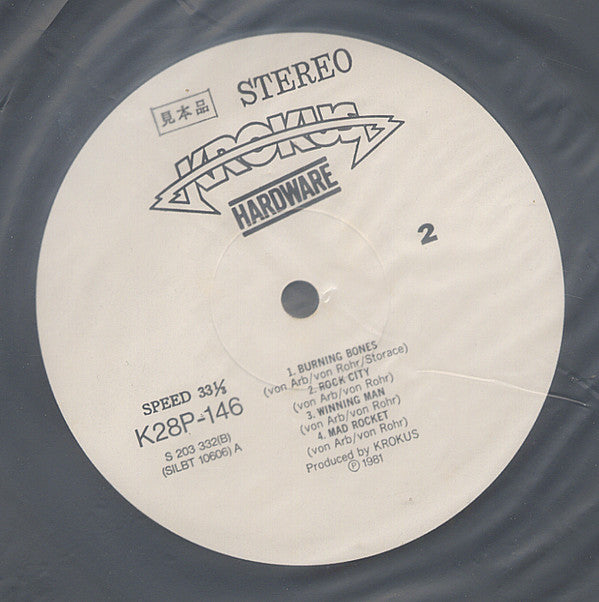 STEREO
見本品
KROKUS
HARDWARE
2
1. BURNING BONES
(von Arb/von Rohr/Storace)
2. ROCK CITY
(von Arb/von Rohr)
3. WINNING MAN
(von Arb/von Rohr)
4. MAD ROCKET
(von Arb/von Rohr)
Produced by KROKUS
Ⓟ 1981
SPEED 33⅓
K28P-146
S 203 332(B)
(SILBT 10606) A